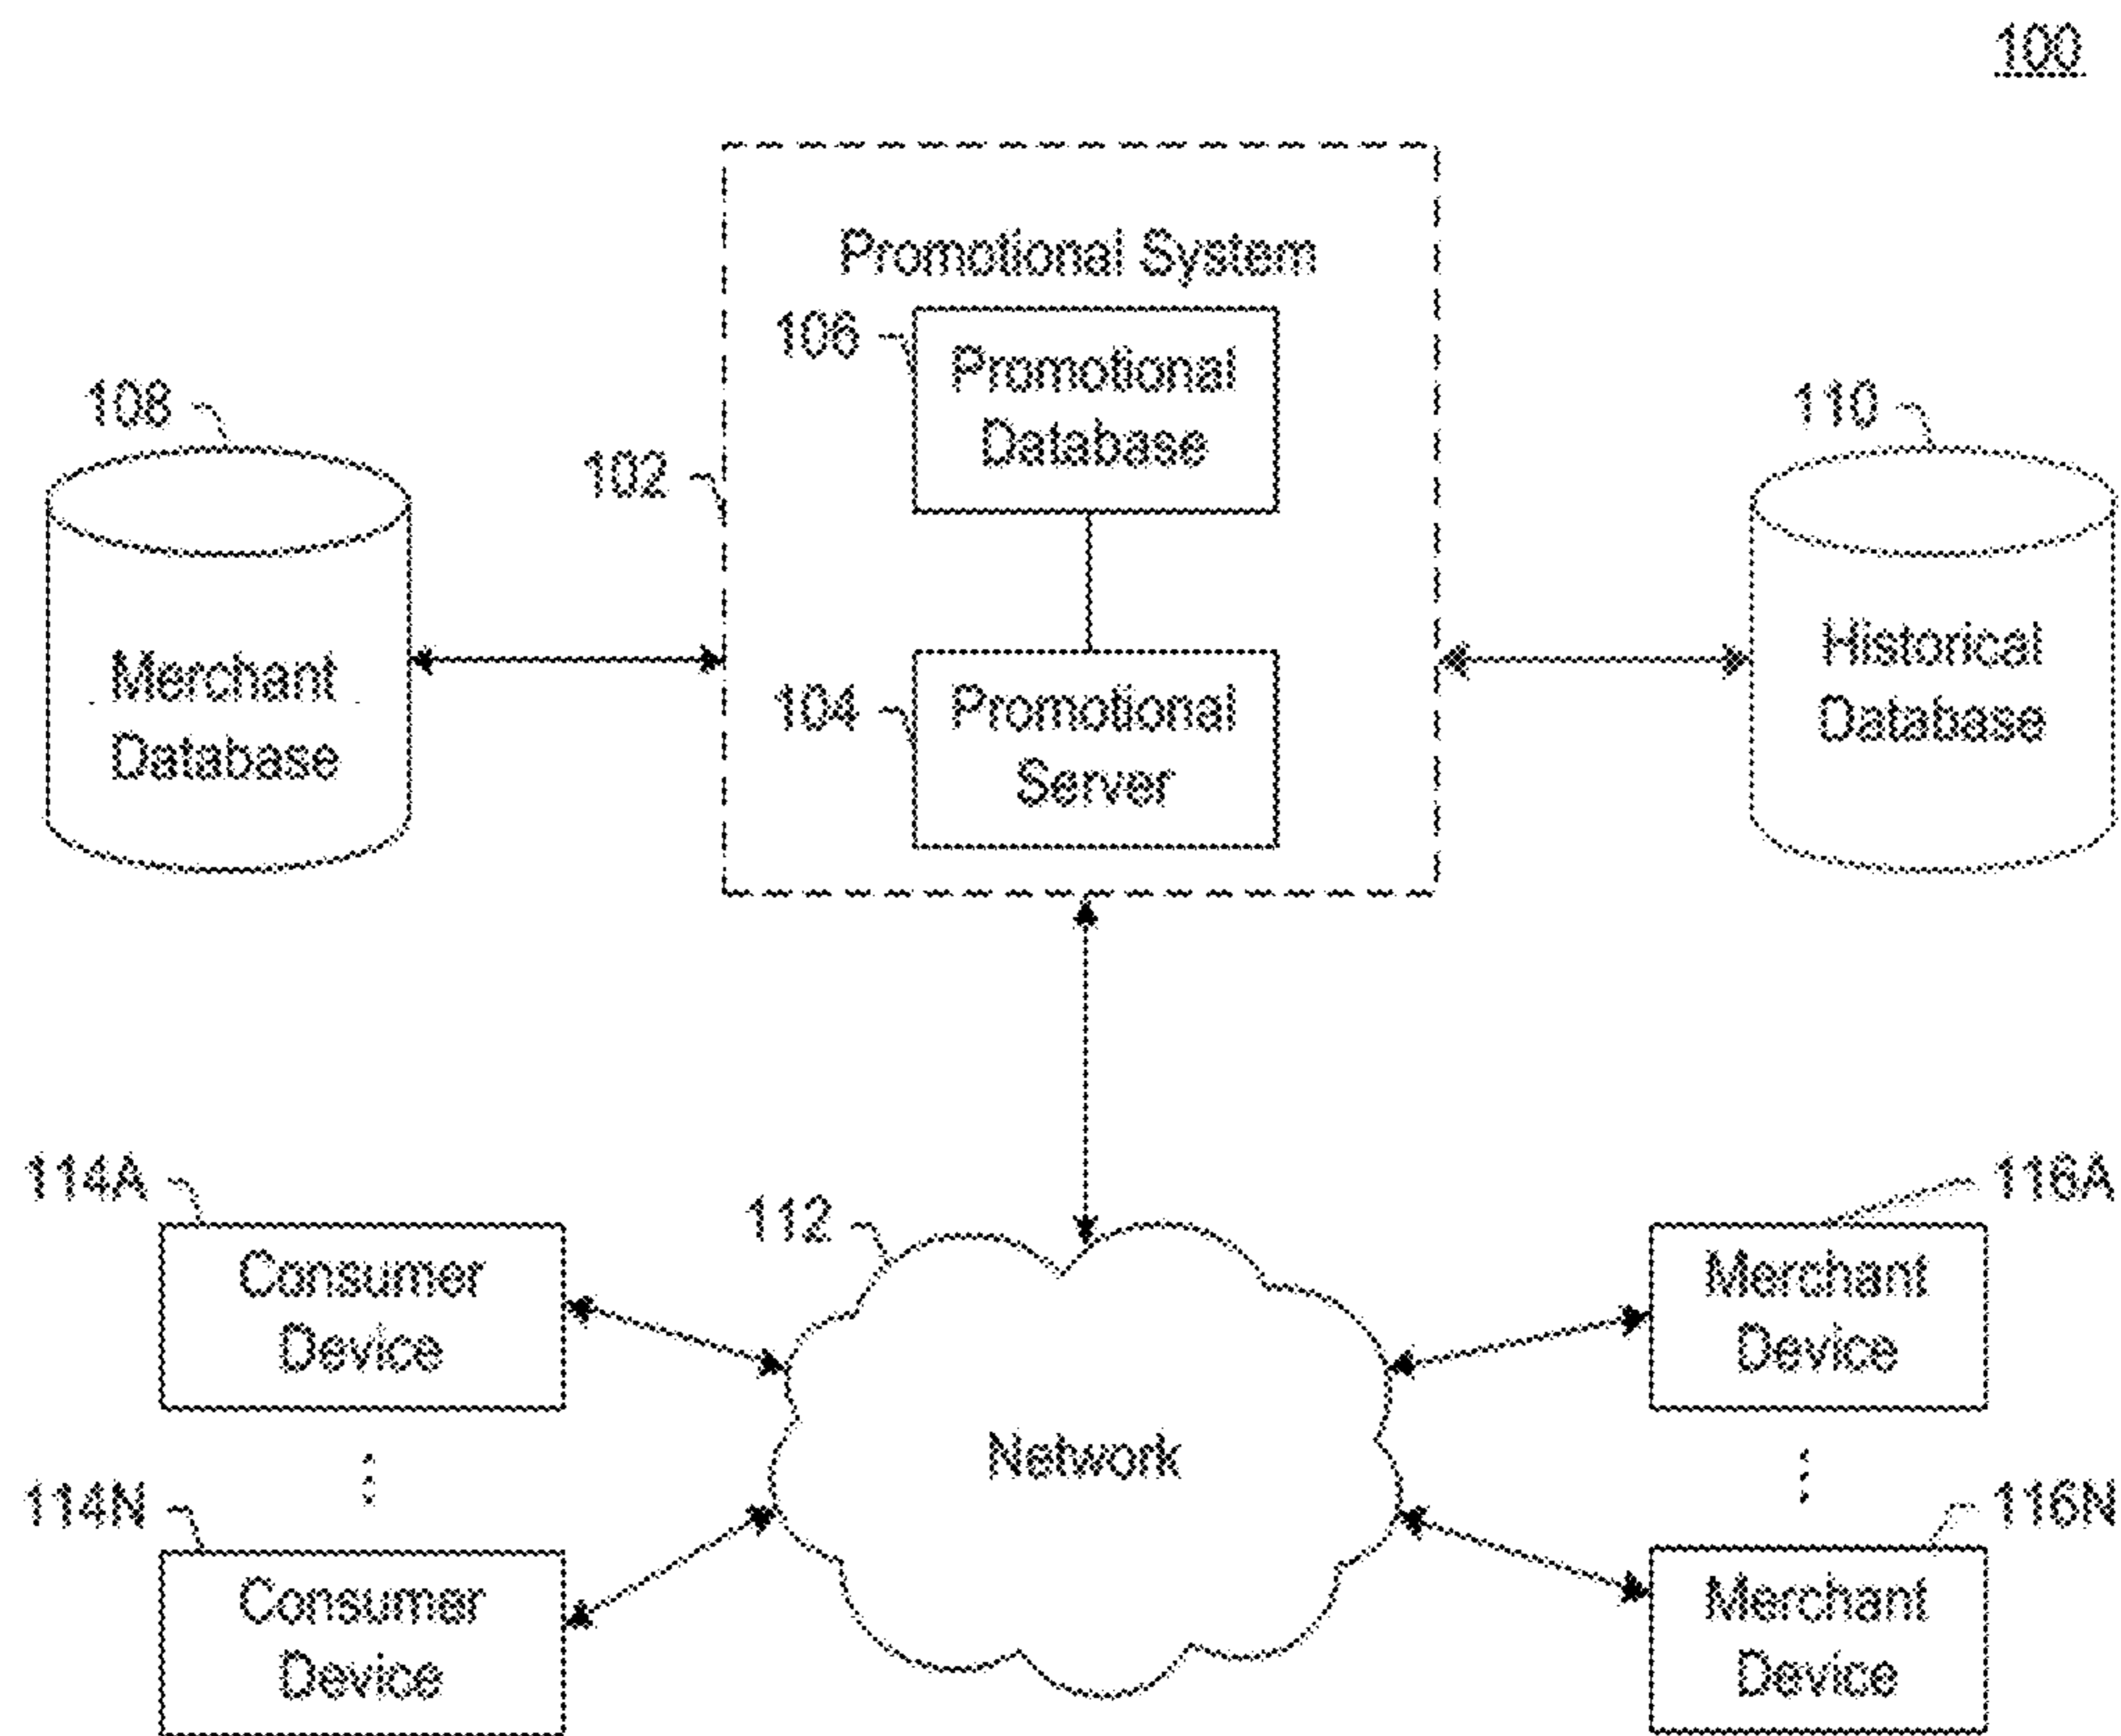 100
Promotional System
106
Promotional
Database
108
110
102
Merchant
Database
Historical
Database
104
Promotional
Server
114A
112
116A
Consumer
Device
Merchant
Device
Network
114N
116N
Consumer
Device
Merchant
Device